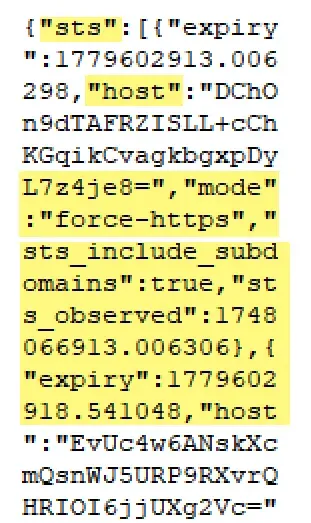 {"sts":[{"expiry
":1779602913.006
298,"host":"DChO
n9dTAFRZISLL+cCh
KGqikCvagkbgxpDy
L7z4je8=","mode"
:"force-https","
sts_include_subd
omains":true,"st
s_observed":1748
066913.006306},{
"expiry":1779602
918.541048,"host
":"EvUc4w6ANskXc
mQsnWJ5URP9RXvrQ
HRIOI6jjUXg2Vc="